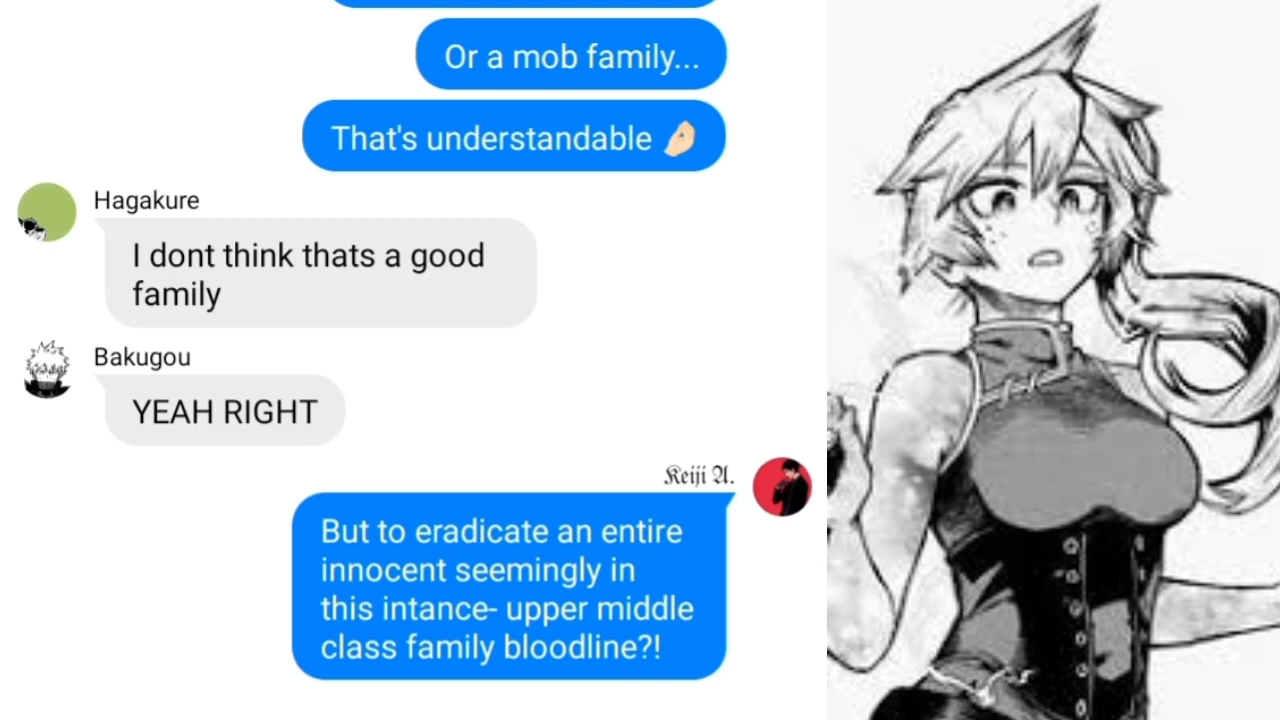 Or a mob family...
That's understandable 🤌🏻
Hagakure
I dont think thats a good
family
Bakugou
YEAH RIGHT
𝔎𝔢𝔦𝔧𝔦 𝔄.
But to eradicate an entire
innocent seemingly in
this intance- upper middle
class family bloodline?!